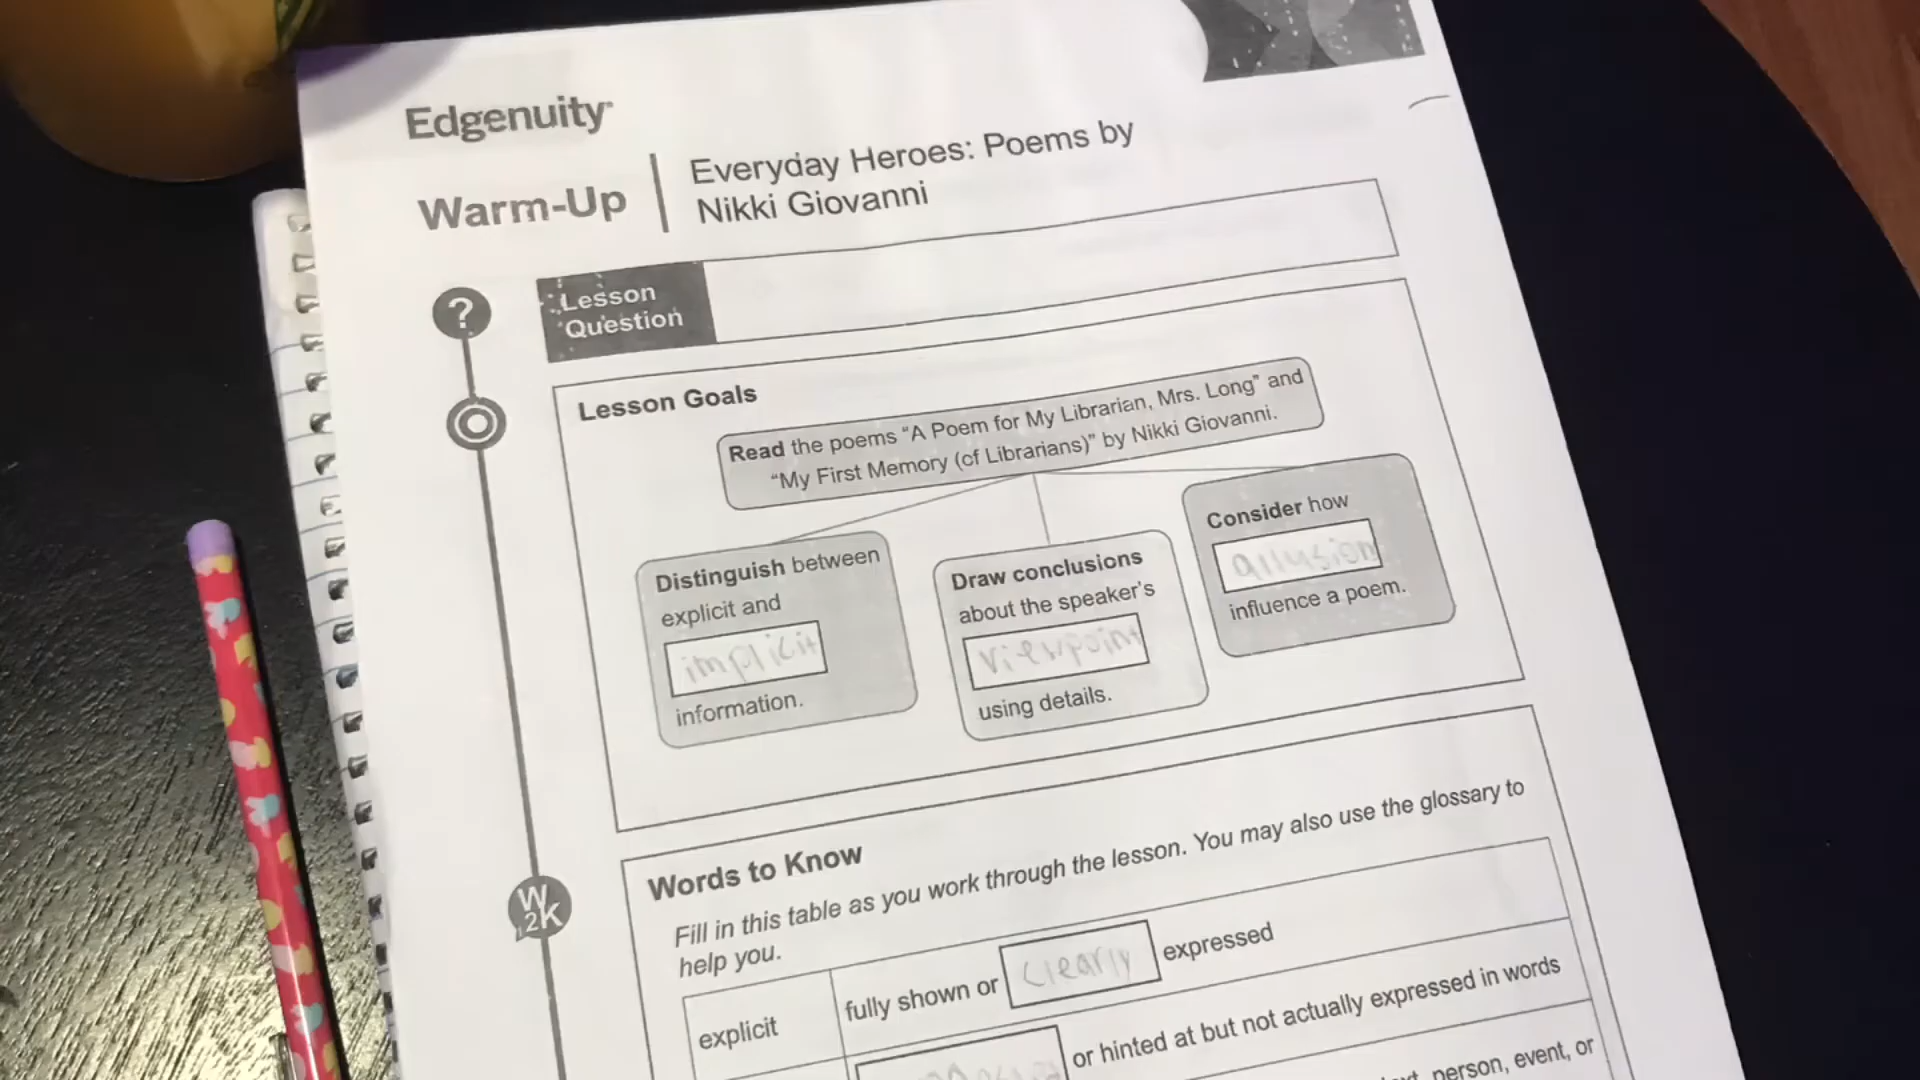 Edgenuity
Warm-Up
Everyday Heroes: Poems by
Nikki Giovanni
?
Lesson
Question
Lesson Goals
Read the poems “A Poem for My Librarian, Mrs. Long” and
“My First Memory (of Librarians)” by Nikki Giovanni.
Distinguish between
explicit and
implicit
information.
Draw conclusions
about the speaker’s
viewpoint
using details.
Consider how
allusion
influence a poem.
W
2K
Words to Know
Fill in this table as you work through the lesson. You may also use the glossary to
help you.
explicit
fully shown or clearly expressed
or hinted at but not actually expressed in words
person, event, or